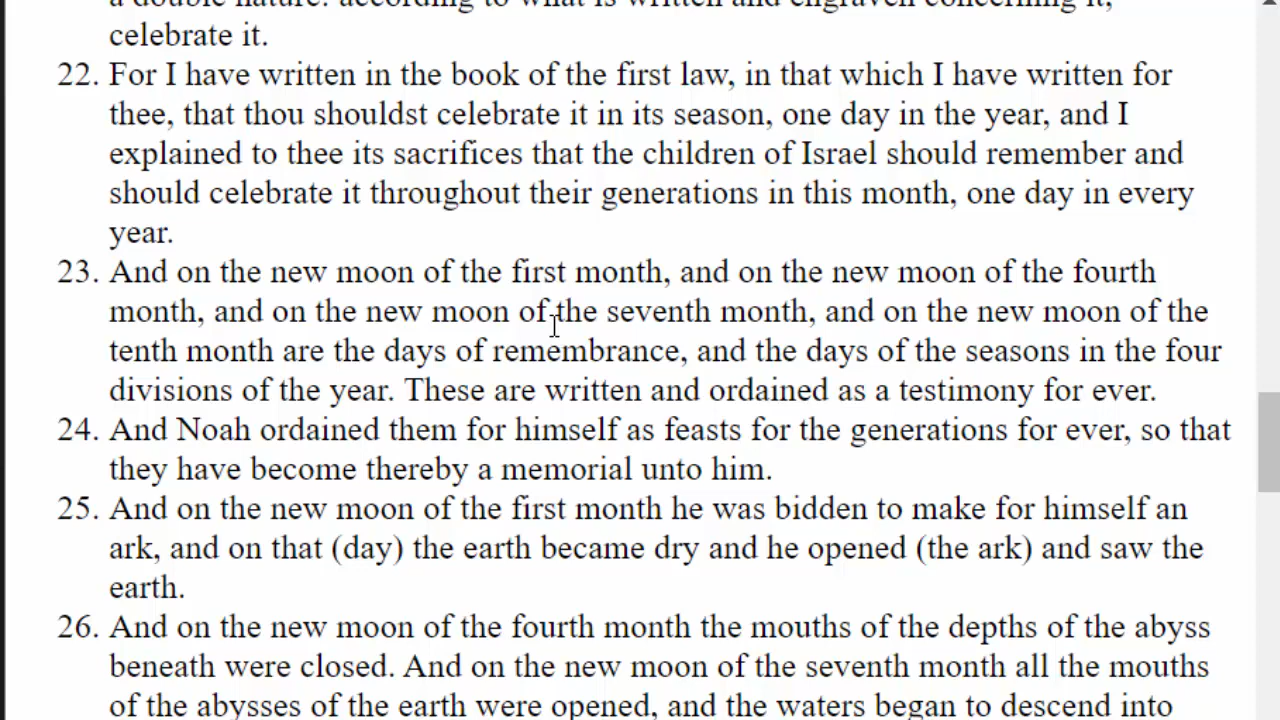 a double nature: according to what is written and engraven concerning it,
celebrate it.
22. For I have written in the book of the first law, in that which I have written for
thee, that thou shouldst celebrate it in its season, one day in the year, and I
explained to thee its sacrifices that the children of Israel should remember and
should celebrate it throughout their generations in this month, one day in every
year.
23. And on the new moon of the first month, and on the new moon of the fourth
month, and on the new moon of the seventh month, and on the new moon of the
tenth month are the days of remembrance, and the days of the seasons in the four
divisions of the year. These are written and ordained as a testimony for ever.
24. And Noah ordained them for himself as feasts for the generations for ever, so that
they have become thereby a memorial unto him.
25. And on the new moon of the first month he was bidden to make for himself an
ark, and on that (day) the earth became dry and he opened (the ark) and saw the
earth.
26. And on the new moon of the fourth month the mouths of the depths of the abyss
beneath were closed. And on the new moon of the seventh month all the mouths
of the abysses of the earth were opened, and the waters began to descend into